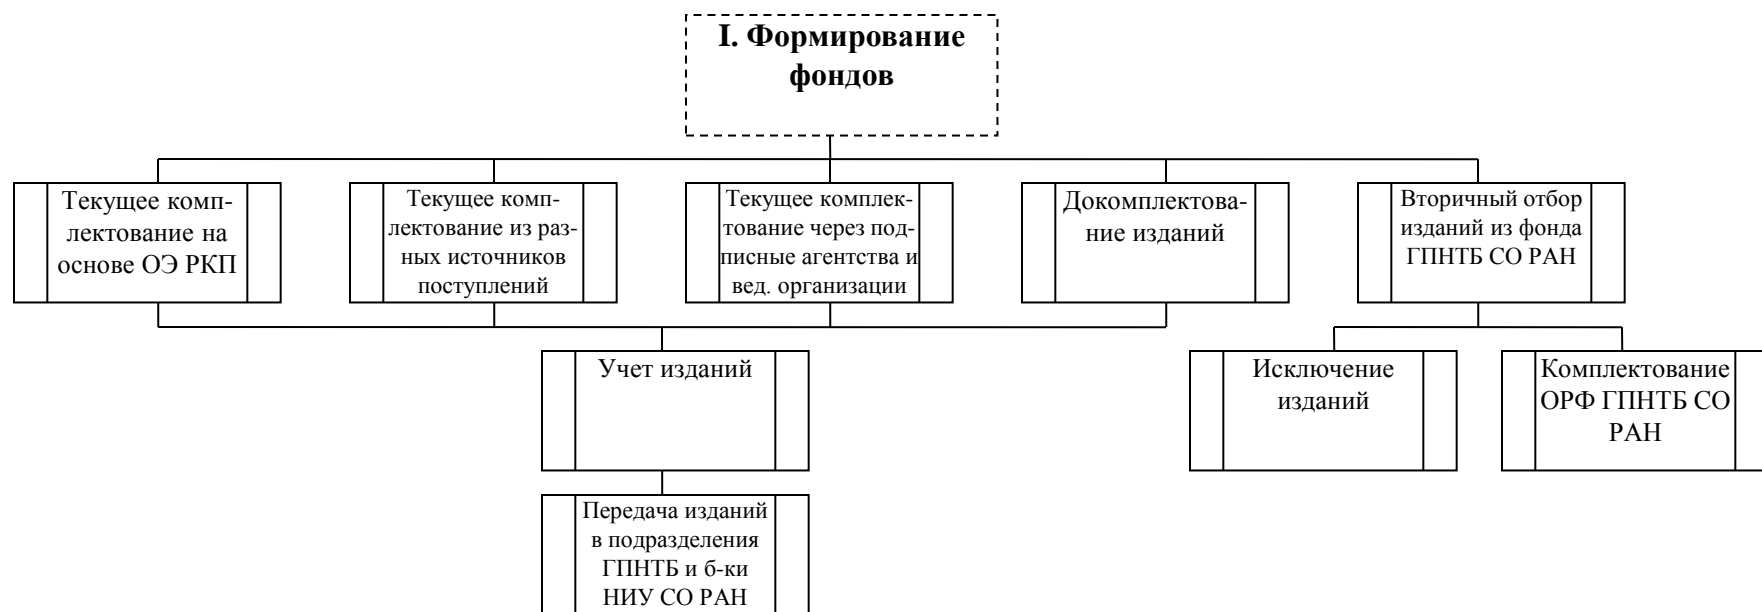 I. Формирование
фондов
Текущее комп-
лектование на
основе ОЭ РКП
Текущее комп-
лектование из раз-
ных источников
поступлений
Текущее комплек-
тование через под-
писные агентства и
вед. организации
Докомплектова-
ние изданий
Вторичный отбор
изданий из фонда
ГПНТБ СО РАН
Учет изданий
Исключение
изданий
Комплектование
ОРФ ГПНТБ СО
РАН
Передача изданий
в подразделения
ГПНТБ и б-ки
НИУ СО РАН